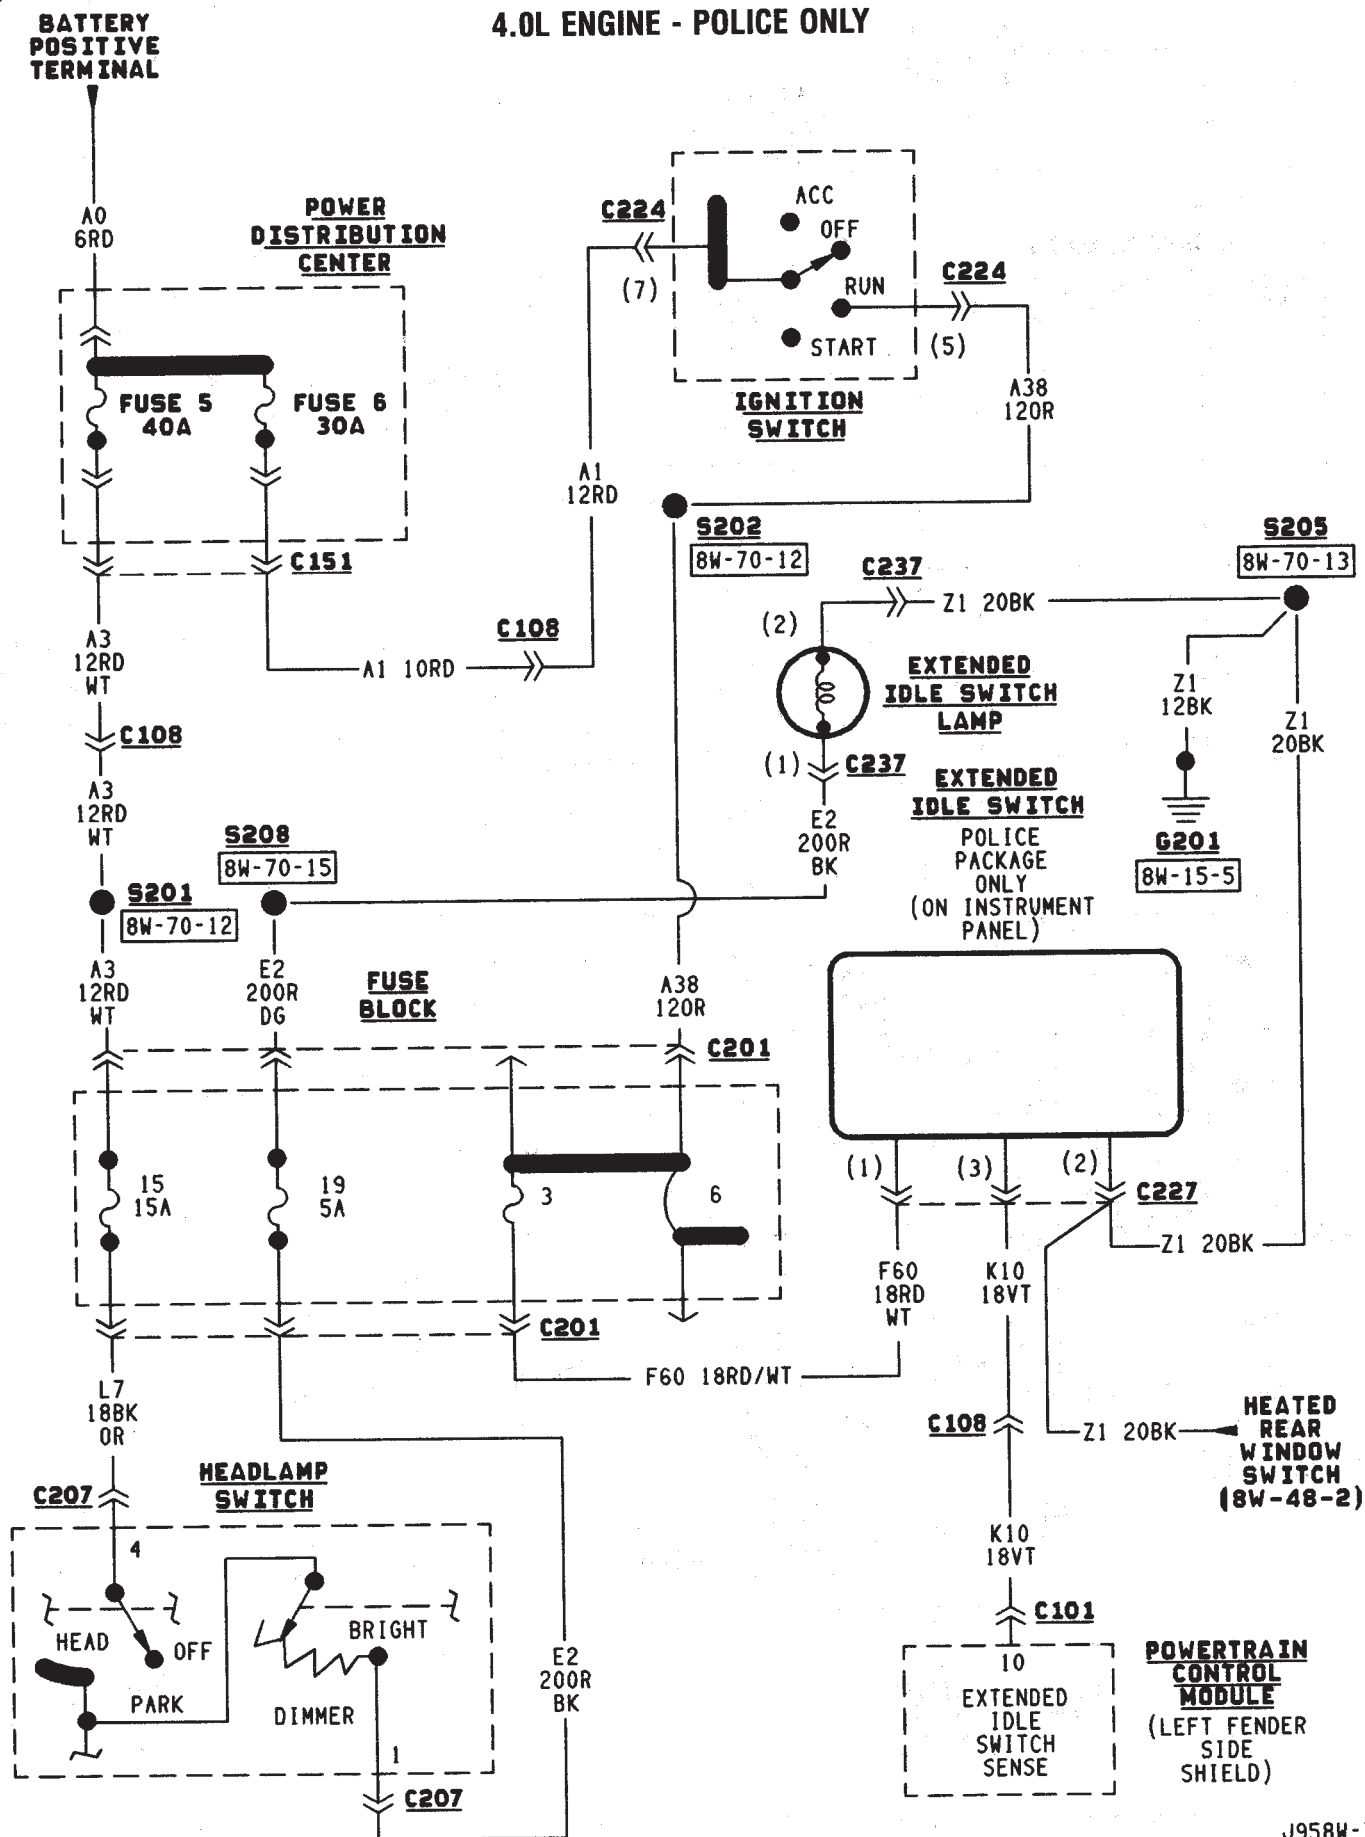 4.0L ENGINE - POLICE ONLY
BATTERY
POSITIVE
TERMINAL
A0
6RD
POWER
DISTRIBUTION
CENTER
FUSE 5
40A
FUSE 6
30A
C151
C224
(7)
ACC
OFF
RUN
START
C224
(5)
IGNITION
SWITCH
A38
12OR
A1
12RD
S202
8W-70-12
S205
8W-70-13
C237
Z1 20BK
(2)
A3
12RD
WT
C108
A1 10RD
C108
EXTENDED
IDLE SWITCH
LAMP
Z1
12BK
Z1
20BK
(1)
C237
A3
12RD
WT
E2
20OR
BK
EXTENDED
IDLE SWITCH
POLICE
PACKAGE
ONLY
(ON INSTRUMENT
PANEL)
G201
8W-15-5
S208
8W-70-15
S201
8W-70-12
A3
12RD
WT
E2
20OR
DG
FUSE
BLOCK
A38
12OR
C201
15
15A
19
5A
3
6
(1)
(3)
(2)
C227
Z1 20BK
C201
F60
18RD
WT
K10
18VT
F60 18RD/WT
L7
18BK
OR
C108
Z1 20BK
HEATED
REAR
WINDOW
SWITCH
(8W-48-2)
HEADLAMP
SWITCH
C207
4
K10
18VT
HEAD
OFF
PARK
BRIGHT
DIMMER
1
C207
E2
20OR
BK
C101
10
EXTENDED
IDLE
SWITCH
SENSE
POWERTRAIN
CONTROL
MODULE
(LEFT FENDER
SIDE
SHIELD)
J958W-